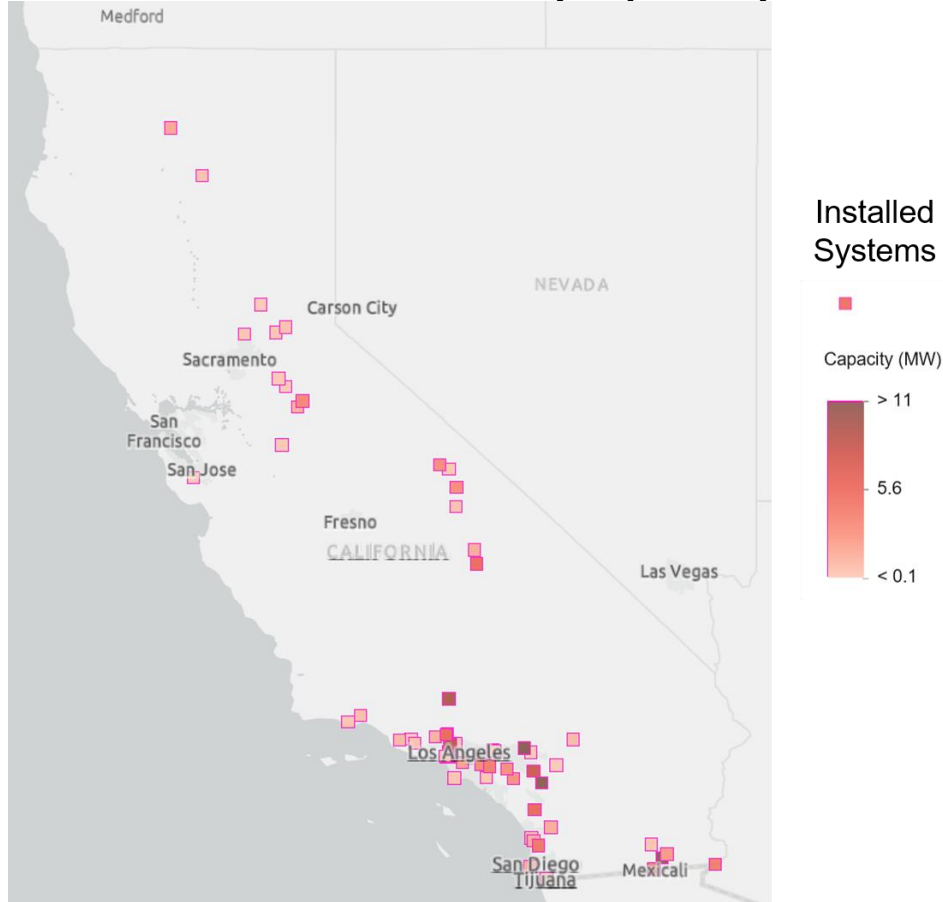 Medford
NEVADA
Carson City
Sacramento
San
Francisco
San Jose
Fresno
CALIFORNIA
Las Vegas
Los Angeles
San Diego
Tijuana
Mexicali
Installed
Systems
Capacity (MW)
> 11
5.6
< 0.1